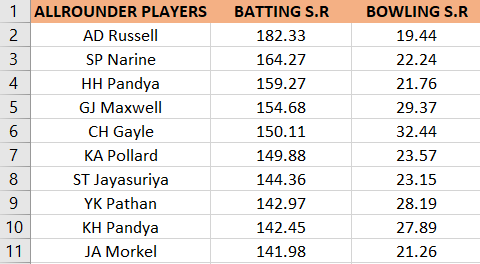 1 ALLROUNDER PLAYERS BATTING S.R BOWLING S.R
2 AD Russell 182.33 19.44
3 SP Narine 164.27 22.24
4 HH Pandya 159.27 21.76
5 GJ Maxwell 154.68 29.37
6 CH Gayle 150.11 32.44
7 KA Pollard 149.88 23.57
8 ST Jayasuriya 144.36 23.15
9 YK Pathan 142.97 28.19
10 KH Pandya 142.45 27.89
11 JA Morkel 141.98 21.26